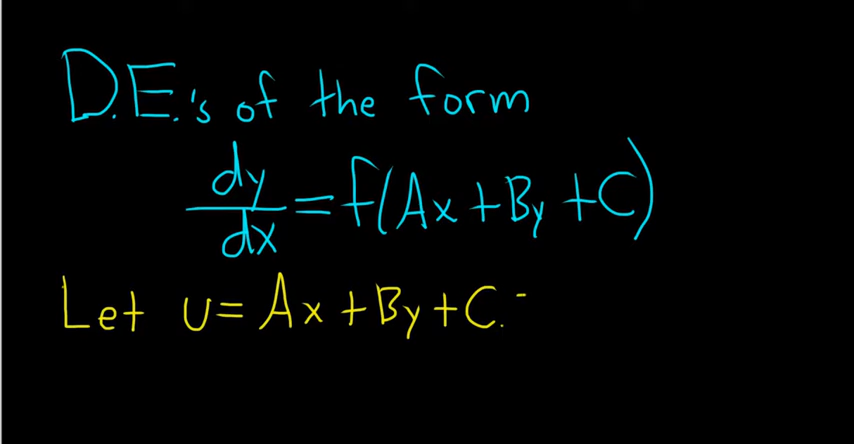 D.E.'s of the form
dy/dx = f(Ax + By + C)
Let u = Ax + By + C.